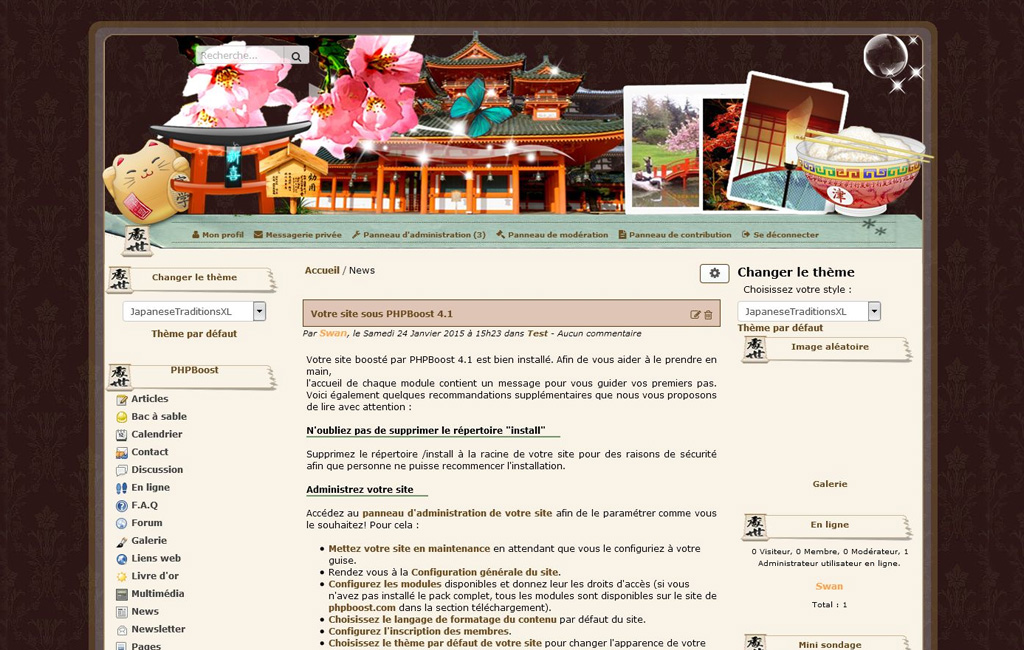 Recherche...
Mon profil Messagerie privée Panneau d'administration (3) Panneau de modération Panneau de contribution Se déconnecter
Changer le thème
JapaneseTraditionsXL
Thème par défaut
PHPBoost
Articles
Bac à sable
Calendrier
Contact
Discussion
En ligne
F.A.Q
Forum
Galerie
Liens web
Livre d'or
Multimédia
News
Newsletter
Pages
Accueil / News
Votre site sous PHPBoost 4.1
Par Swan, le Samedi 24 Janvier 2015 à 15h23 dans Test - Aucun commentaire
Votre site boosté par PHPBoost 4.1 est bien installé. Afin de vous aider à le prendre en
main,
l'accueil de chaque module contient un message pour vous guider vos premiers pas.
Voici également quelques recommandations supplémentaires que nous vous proposons
de lire avec attention :
N'oubliez pas de supprimer le répertoire "install"
Supprimez le répertoire /install à la racine de votre site pour des raisons de sécurité
afin que personne ne puisse recommencer l'installation.
Administrez votre site
Accédez au panneau d'administration de votre site afin de le paramétrer comme vous
le souhaitez! Pour cela :
• Mettez votre site en maintenance en attendant que vous le configuriez à votre
guise.
• Rendez vous à la Configuration générale du site.
• Configurez les modules disponibles et donnez leur les droits d'accès (si vous
n'avez pas installé le pack complet, tous les modules sont disponibles sur le site de
phpboost.com dans la section téléchargement).
• Choisissez le langage de formatage du contenu par défaut du site.
• Configurez l'inscription des membres.
• Choisissez le thème par défaut de votre site pour changer l'apparence de votre
Changer le thème
Choisissez votre style :
JapaneseTraditionsXL
Thème par défaut
Image aléatoire
Galerie
En ligne
0 Visiteur, 0 Membre, 0 Modérateur, 1
Administrateur utilisateur en ligne.
Swan
Total : 1
Mini sondage